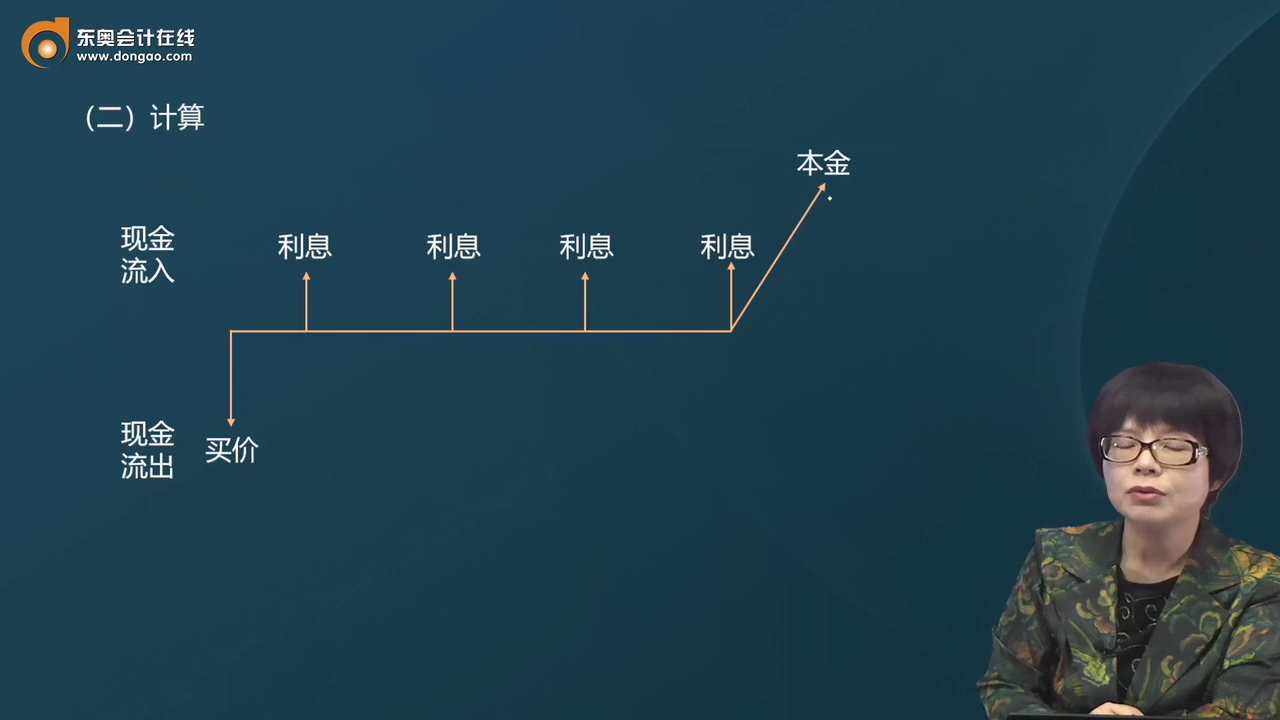 东奥会计在线
www.dongao.com
（二）计算
本金
现金
流入
利息
利息
利息
利息
现金
流出
买价